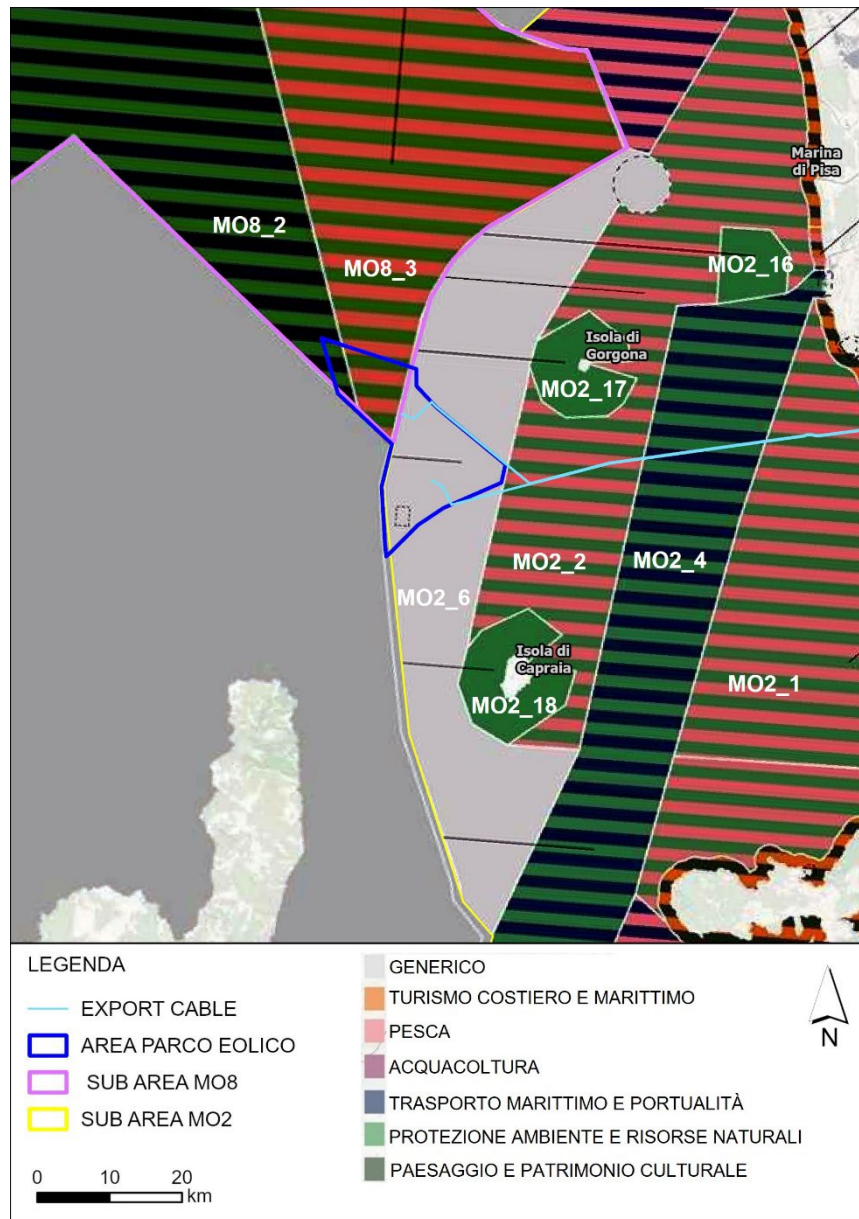 Marina
di Pisa
MO8_2
MO8_3
MO2_16
Isola di
Gorgona
MO2_17
MO2_2
MO2_4
MO2_6
Isola di
Capraia
MO2_18
MO2_1
LEGENDA
EXPORT CABLE
AREA PARCO EOLICO
SUB AREA MO8
SUB AREA MO2
0 10 20
km
GENERICO
TURISMO COSTIERO E MARITTIMO
PESCA
ACQUACOLTURA
TRASPORTO MARITTIMO E PORTUALITÀ
PROTEZIONE AMBIENTE E RISORSE NATURALI
PAESAGGIO E PATRIMONIO CULTURALE
N